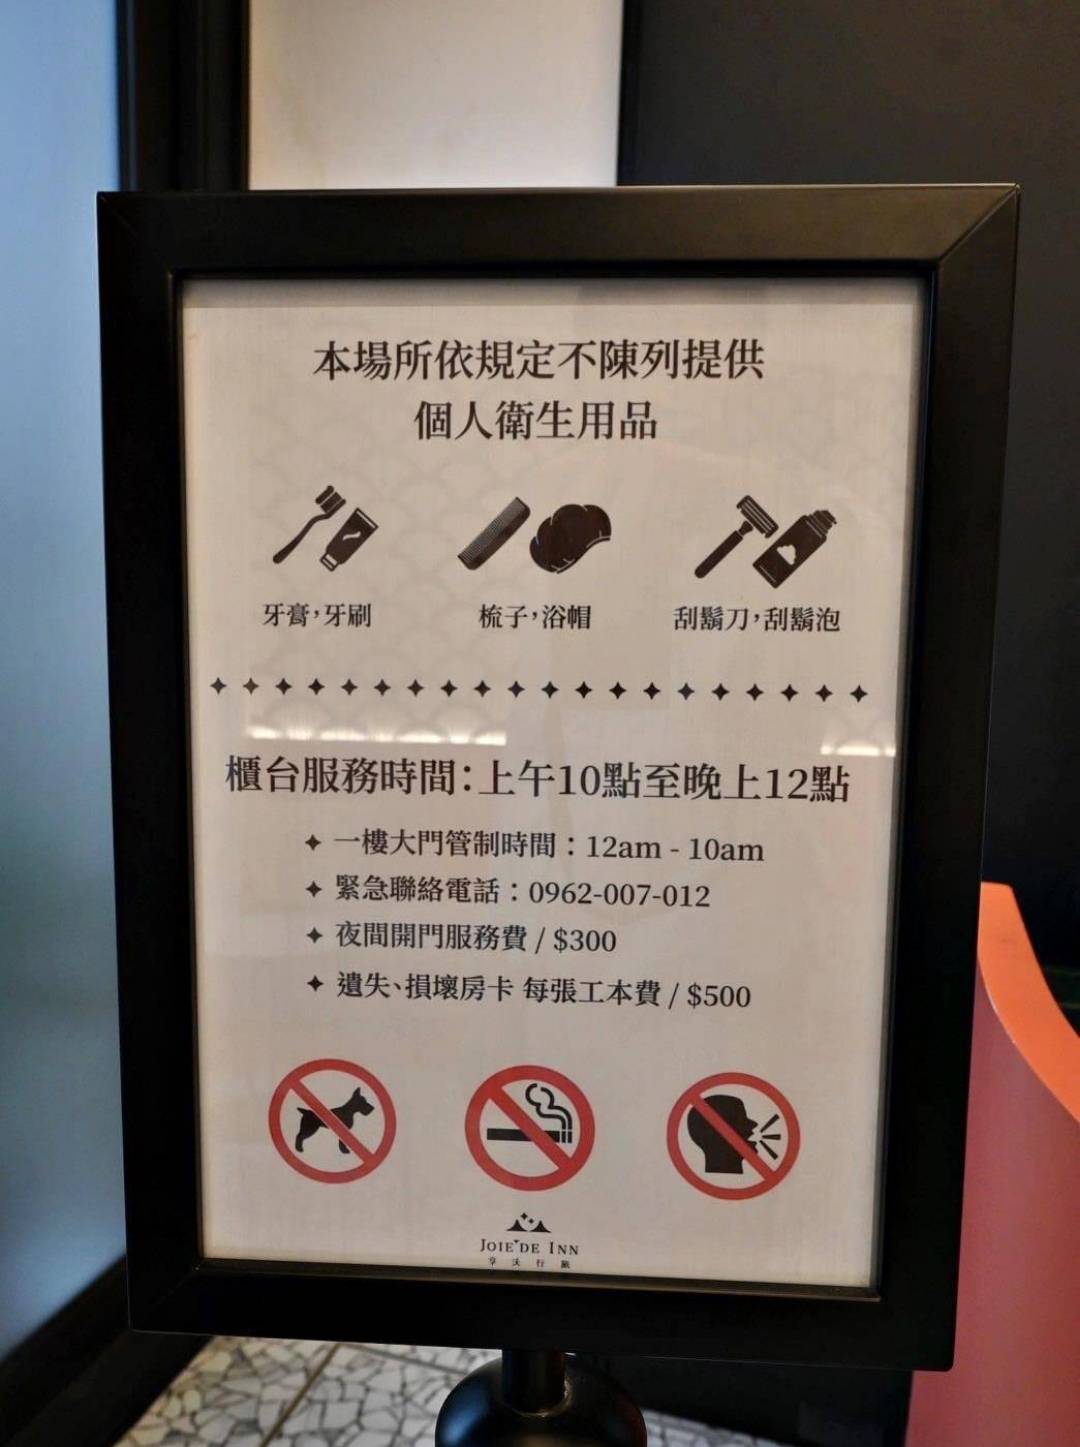 本場所依規定不陳列提供
個人衛生用品
牙膏,牙刷
梳子,浴帽
刮鬍刀,刮鬍泡
櫃台服務時間:上午10點至晚上12點
一樓大門管制時間:12am - 10am
緊急聯絡電話:0962-007-012
夜間開門服務費 / $300
遺失、損壞房卡 每張工本費 / $500
JOIE DE INN
享沃行旅